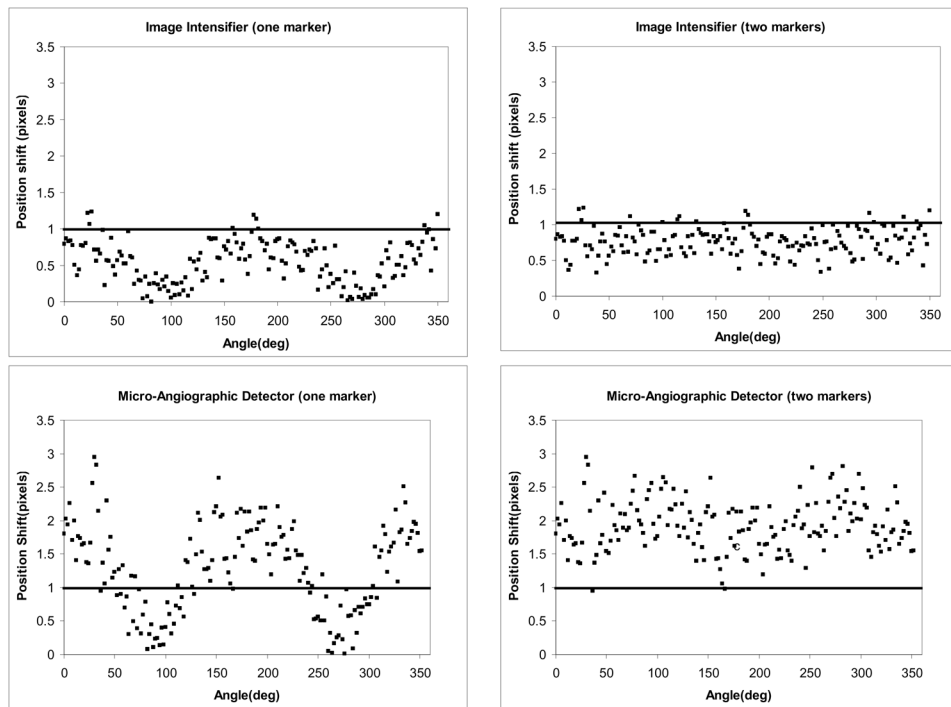 Image Intensifier (one marker)
3.5
3
2.5
2
1.5
1
0.5
0
Position shift (pixels)
0 50 100 150 200 250 300 350
Angle(deg)
Image Intensifier (two markers)
3.5
3
2.5
2
1.5
1
0.5
0
Position shift (pixels)
0 50 100 150 200 250 300 350
Angle(deg)
Micro-Angiographic Detector (one marker)
3.5
3
2.5
2
1.5
1
0.5
0
Position Shift(pixels)
0 50 100 150 200 250 300 350
Angle(deg)
Micro-Angiographic Detector (two markers)
3.5
3
2.5
2
1.5
1
0.5
0
Position Shift(pixels)
C
0 50 100 150 200 250 300 350
Angle(deg)